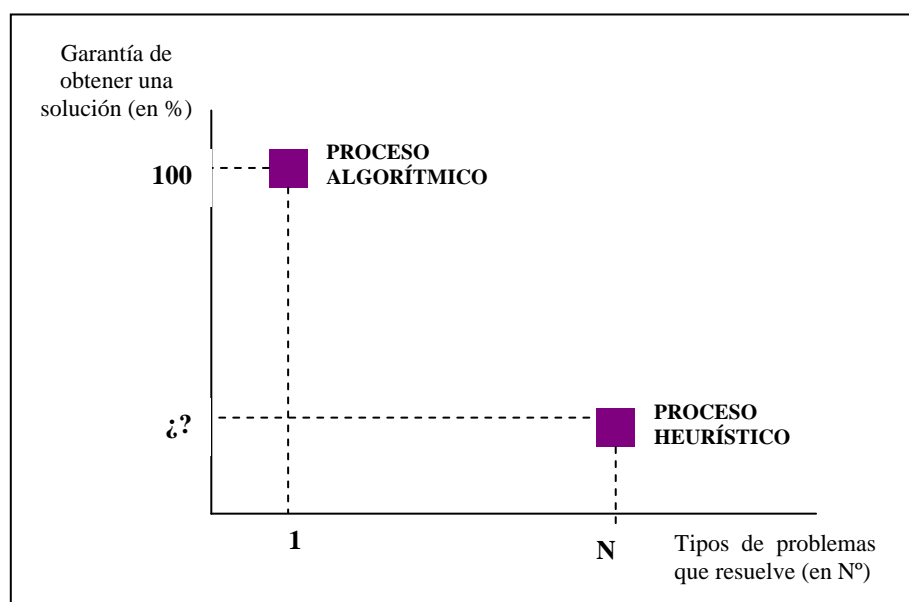 Garantía de
obtener una
solución (en %)
100
PROCESO
ALGORÍTMICO
¿?
PROCESO
HEURÍSTICO
1
N
Tipos de problemas
que resuelve (en Nº)